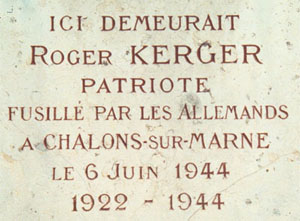 ICI DEMEURAIT
ROGER KERGER
PATRIOTE
FUSILLÉ PAR LES ALLEMANDS
A CHALONS-SUR-MARNE
LE 6 JUIN 1944
1922 - 1944